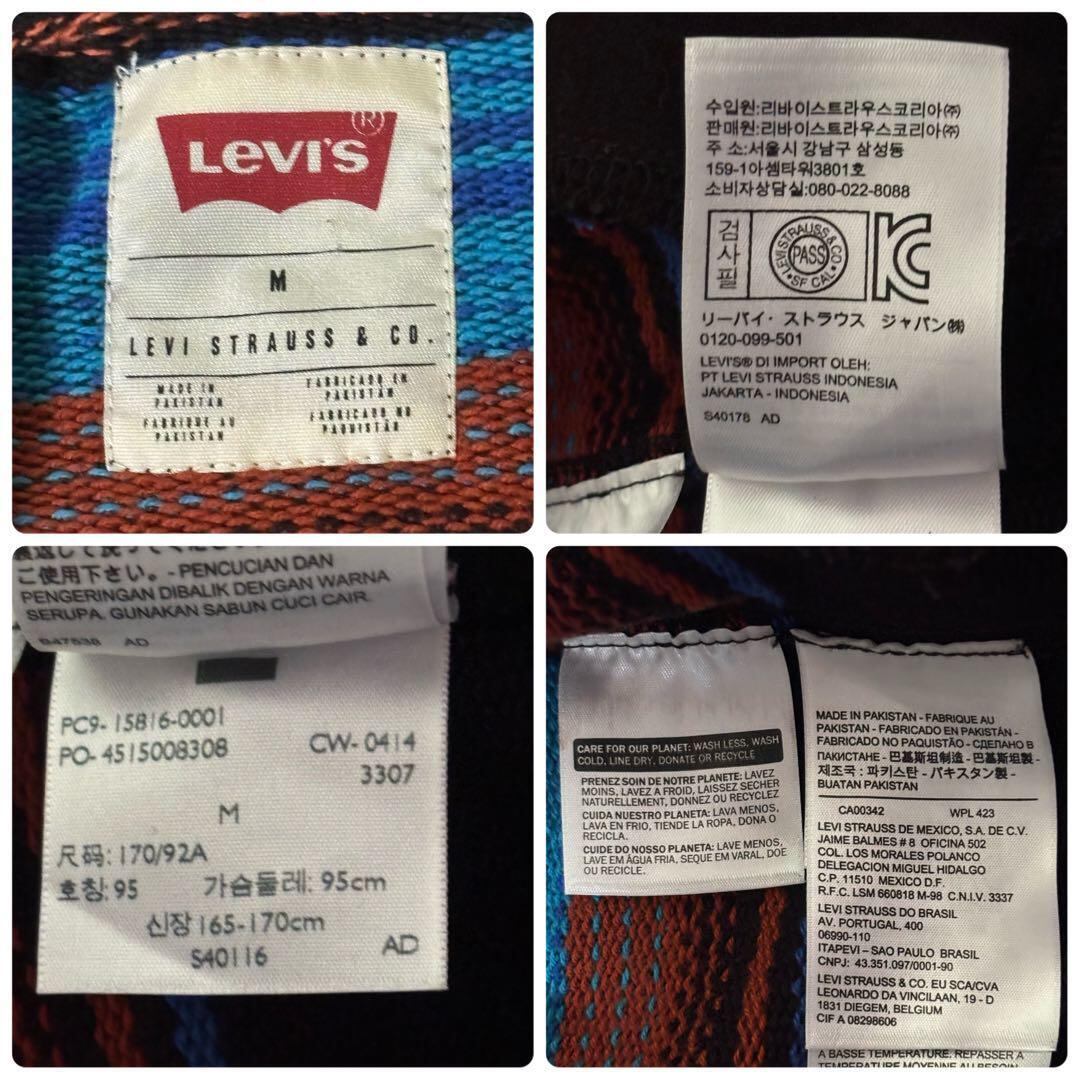 LEVI'S
®
M
LEVI STRAUSS & CO.
MADE IN
PAKISTAN
FABRIQUE AU
PAKISTAN
FABRICADO EN
PAKISTÁN
FABRICADO NO
PAQUISTÃO
수입원:리바이스트라우스코리아㈜
판매원:리바이스트라우스코리아㈜
주 소:서울시 강남구 삼성동
159-1아셈타워3801호
소비자상담실:080-022-8088
검사필
LEVI STRAUSS & CO.
PASS
SF CAL
KC
リーバイ・ストラウス ジャパン㈱
0120-099-501
LEVI'S® DI IMPORT OLEH:
PT LEVI STRAUSS INDONESIA
JAKARTA - INDONESIA
S40178 AD
ご使用下さい。- PENCUCIAN DAN
PENGERINGAN DIBALIK DENGAN WARNA
SERUPA. GUNAKAN SABUN CUCI CAIR.
S47538 AD
PC9- 15816-0001
PO- 4515008308
CW- 0414
3307
M
尺码: 170/92A
호칭: 95 가슴둘레: 95cm
신장 165-170cm
S40116
AD
CARE FOR OUR PLANET: WASH LESS, WASH
COLD, LINE DRY, DONATE OR RECYCLE
PRENEZ SOIN DE NOTRE PLANETE: LAVEZ
MOINS, LAVEZ A FROID, LAISSEZ SECHER
NATURELLEMENT, DONNEZ OU RECYCLEZ
CUIDA NUESTRO PLANETA: LAVA MENOS,
LAVA EN FRIO, TIENDE LA ROPA, DONA O
RECICLA.
CUIDE DO NOSSO PLANETA: LAVE MENOS,
LAVE EM ÁGUA FRIA, SEQUE EM VARAL, DOE
OU RECICLE.
MADE IN PAKISTAN - FABRIQUE AU
PAKISTAN - FABRICADO EN PAKISTÁN -
FABRICADO NO PAQUISTÃO - СДЕЛАНО В
ПАКИСТАНЕ - 巴基斯坦制造 - 巴基斯坦製 -
제조국 : 파키스탄 - パキスタン製 -
BUATAN PAKISTAN
CA00342 WPL 423
LEVI STRAUSS DE MEXICO, S.A. DE C.V.
JAIME BALMES # 8 OFICINA 502
COL. LOS MORALES POLANCO
DELEGACION MIGUEL HIDALGO
C.P. 11510 MEXICO D.F.
R.F.C. LSM 660818 M-98 C.N.I.V. 3337
LEVI STRAUSS DO BRASIL
AV. PORTUGAL, 400
06990-110
ITAPEVI – SAO PAULO BRASIL
CNPJ: 43.351.097/0001-90
LEVI STRAUSS & CO. EU SCA/CVA
LEONARDO DA VINCILAAN, 19 - D
1831 DIEGEM, BELGIUM
CIF A 08298606
A BASSE TEMPÉRATURE. REPASSER A
TEMPERATURE MOYENNE AU BESOIN